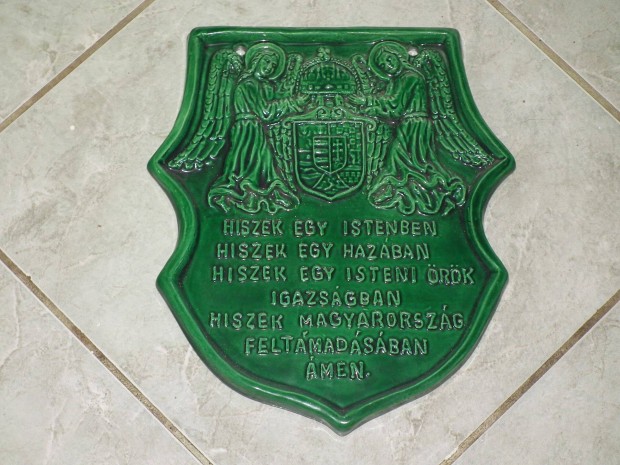 HISZEK EGY ISTENBEN
HISZEK EGY HAZÁBAN
HISZEK EGY ISTENI ÖRÖK
IGAZSÁGBAN
HISZEK MAGYARORSZÁG
FELTÁMADÁSÁBAN
ÁMEN.